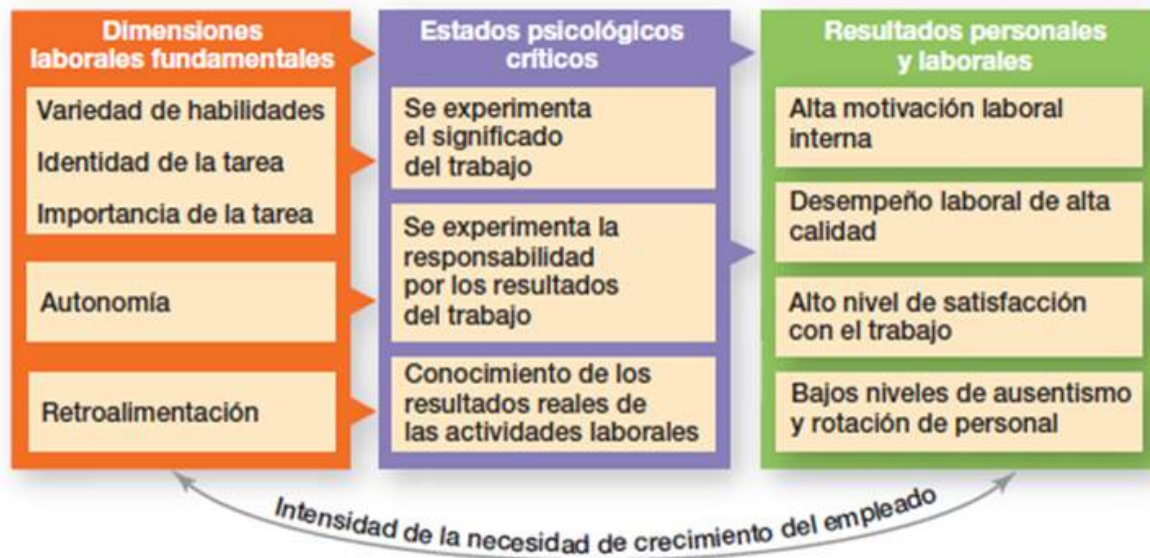 Dimensiones
laborales fundamentales
Variedad de habilidades
Identidad de la tarea
Importancia de la tarea
Autonomía
Retroalimentación
Estados psicológicos
críticos
Se experimenta
el significado
del trabajo
Se experimenta la
responsabilidad
por los resultados
del trabajo
Conocimiento de los
resultados reales de
las actividades laborales
Resultados personales
y laborales
Alta motivación laboral
interna
Desempeño laboral de alta
calidad
Alto nivel de satisfacción
con el trabajo
Bajos niveles de ausentismo
y rotación de personal
Intensidad de la necesidad de crecimiento del empleado